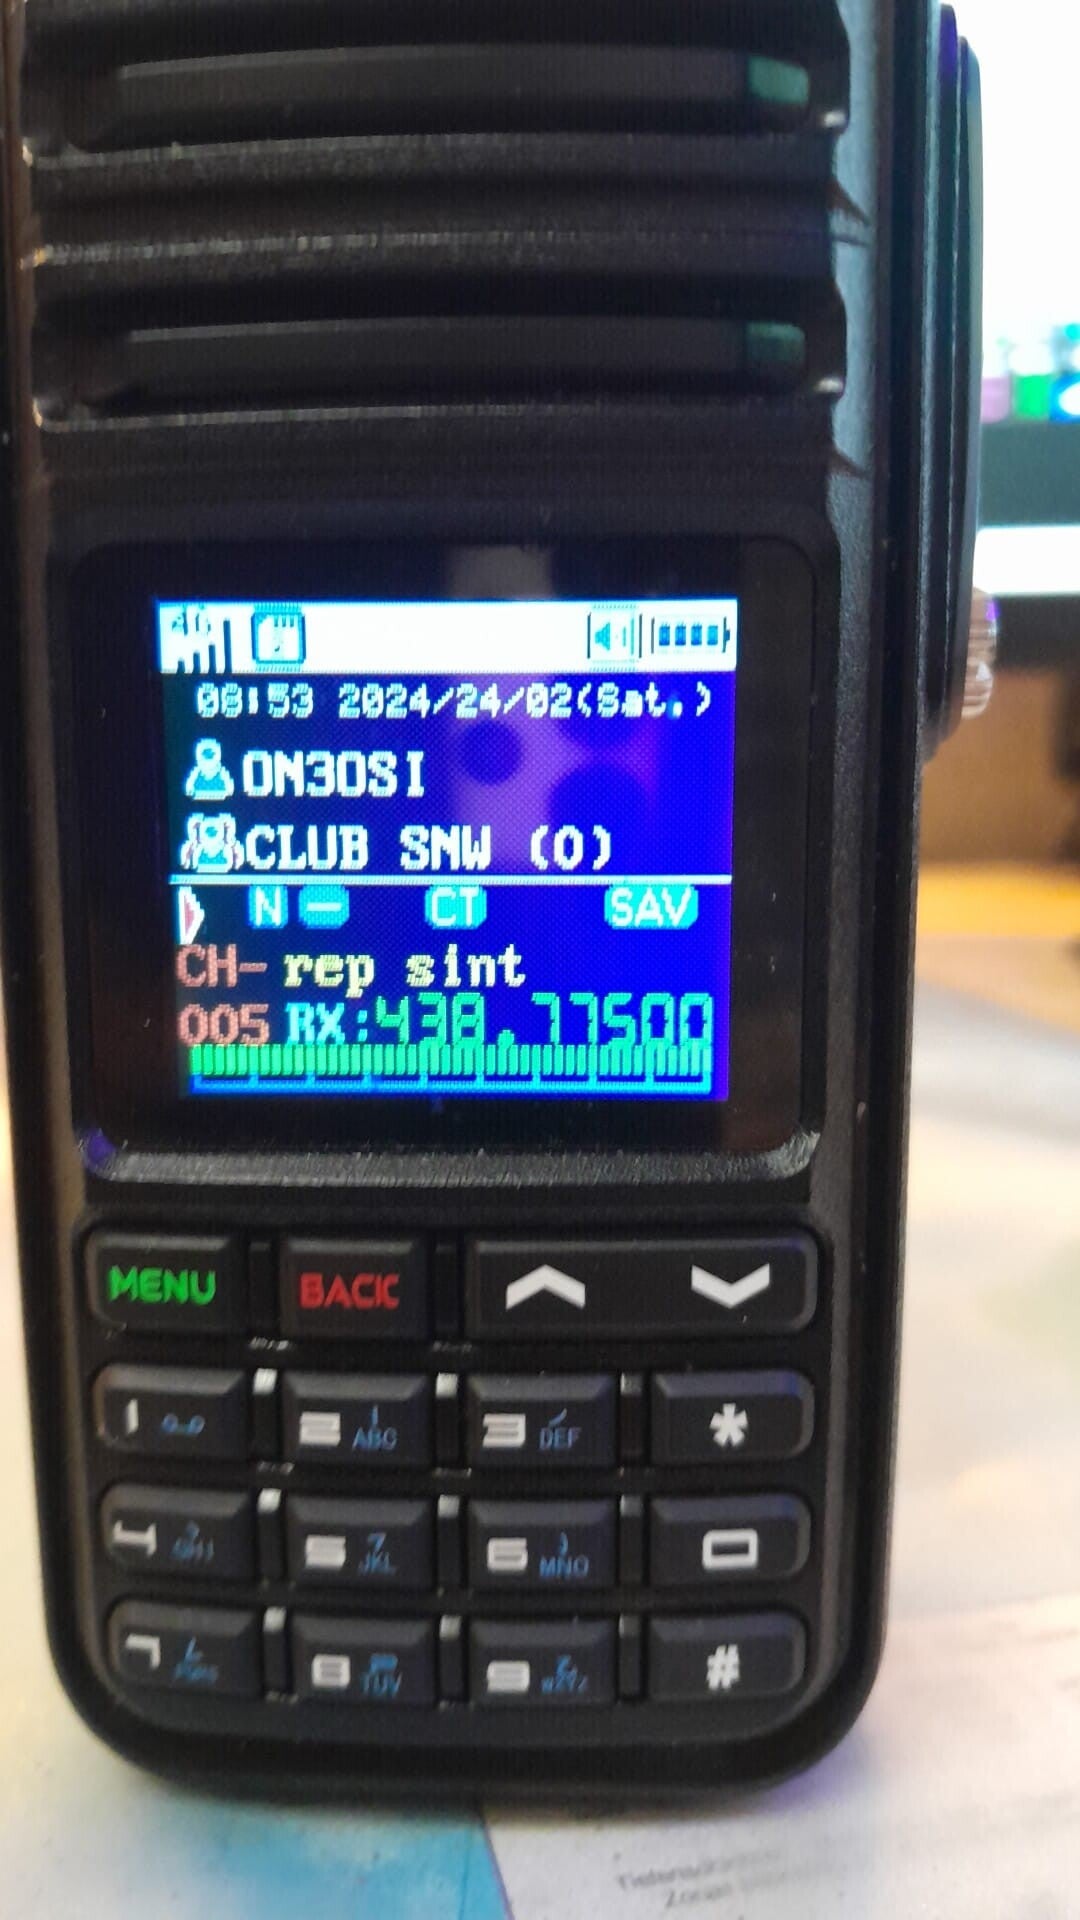 08:53 2024/24/02(Sat.)
ON3OSI
CLUB SNW (0)
N - CT SAV
CH- rep sint
005 RX:438.77500
MENU BACK
1 2 ABC 3 DEF *
4 GHI 5 JKL 6 MNO 0
7 8 TUV 9 WXYZ #